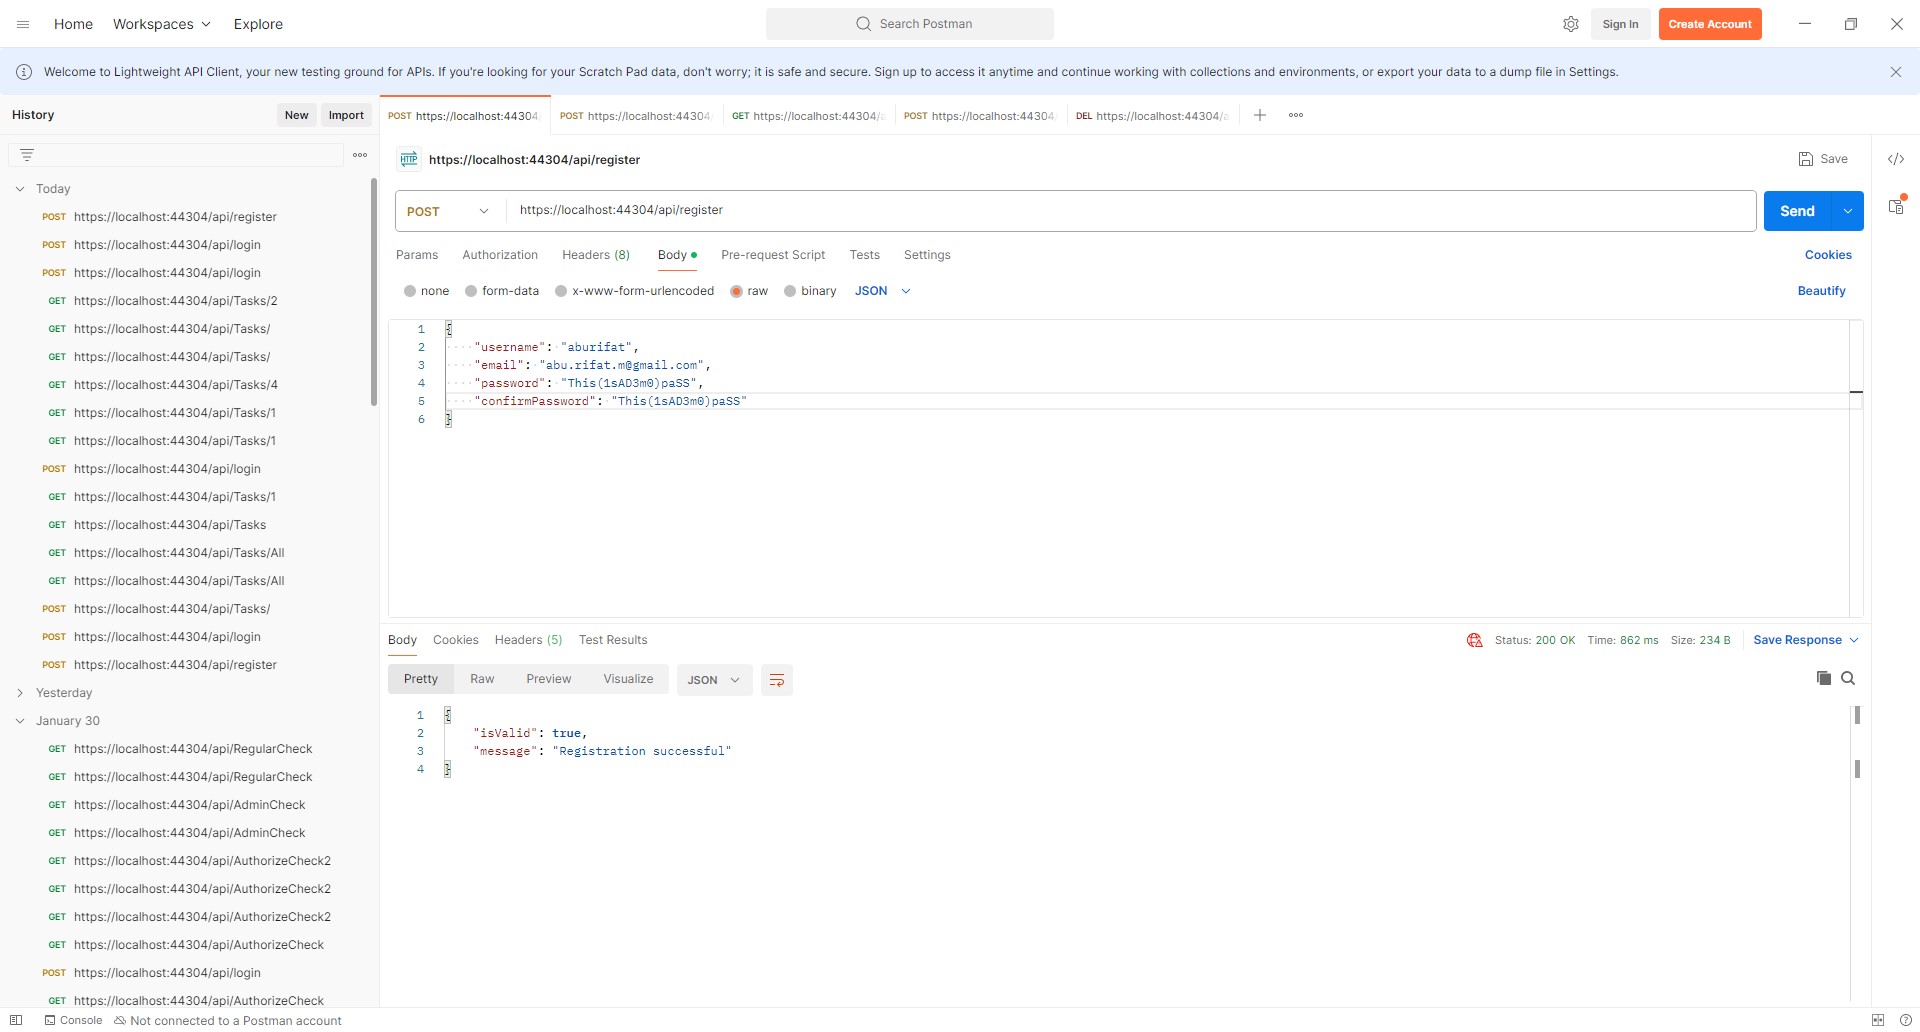 Home Workspaces Explore
Search Postman
Sign In Create Account
Welcome to Lightweight API Client, your new testing ground for APIs. If you're looking for your Scratch Pad data, don't worry; it is safe and secure. Sign up to access it anytime and continue working with collections and environments, or export your data to a dump file in Settings.
History New Import
POST https://localhost:44304 POST https://localhost:44304 GET https://localhost:44304/a POST https://localhost:44304 DEL https://localhost:44304/a
Today
POST https://localhost:44304/api/register
POST https://localhost:44304/api/login
POST https://localhost:44304/api/login
GET https://localhost:44304/api/Tasks/2
GET https://localhost:44304/api/Tasks/
GET https://localhost:44304/api/Tasks/
GET https://localhost:44304/api/Tasks/4
GET https://localhost:44304/api/Tasks/1
GET https://localhost:44304/api/Tasks/1
POST https://localhost:44304/api/login
GET https://localhost:44304/api/Tasks/1
GET https://localhost:44304/api/Tasks
GET https://localhost:44304/api/Tasks/All
GET https://localhost:44304/api/Tasks/All
POST https://localhost:44304/api/Tasks/
POST https://localhost:44304/api/login
POST https://localhost:44304/api/register
Yesterday
January 30
GET https://localhost:44304/api/RegularCheck
GET https://localhost:44304/api/RegularCheck
GET https://localhost:44304/api/AdminCheck
GET https://localhost:44304/api/AdminCheck
GET https://localhost:44304/api/AuthorizeCheck2
GET https://localhost:44304/api/AuthorizeCheck2
GET https://localhost:44304/api/AuthorizeCheck2
GET https://localhost:44304/api/AuthorizeCheck
POST https://localhost:44304/api/login
GET https://localhost:44304/api/AuthorizeCheck
HTTP https://localhost:44304/api/register
Save
POST https://localhost:44304/api/register
Send
Params Authorization Headers (8) Body Pre-request Script Tests Settings
Cookies
none form-data x-www-form-urlencoded raw binary JSON
Beautify
1 {
2 "username": "aburifat",
3 "email": "abu.rifat.m@gmail.com",
4 "password": "This(1sAD3m0)paSS",
5 "confirmPassword": "This(1sAD3m0)paSS"
6 }
Body Cookies Headers (5) Test Results
Status: 200 OK Time: 862 ms Size: 234 B Save Response
Pretty Raw Preview Visualize JSON
1 {
2 "isValid": true,
3 "message": "Registration successful"
4 }
Console Not connected to a Postman account